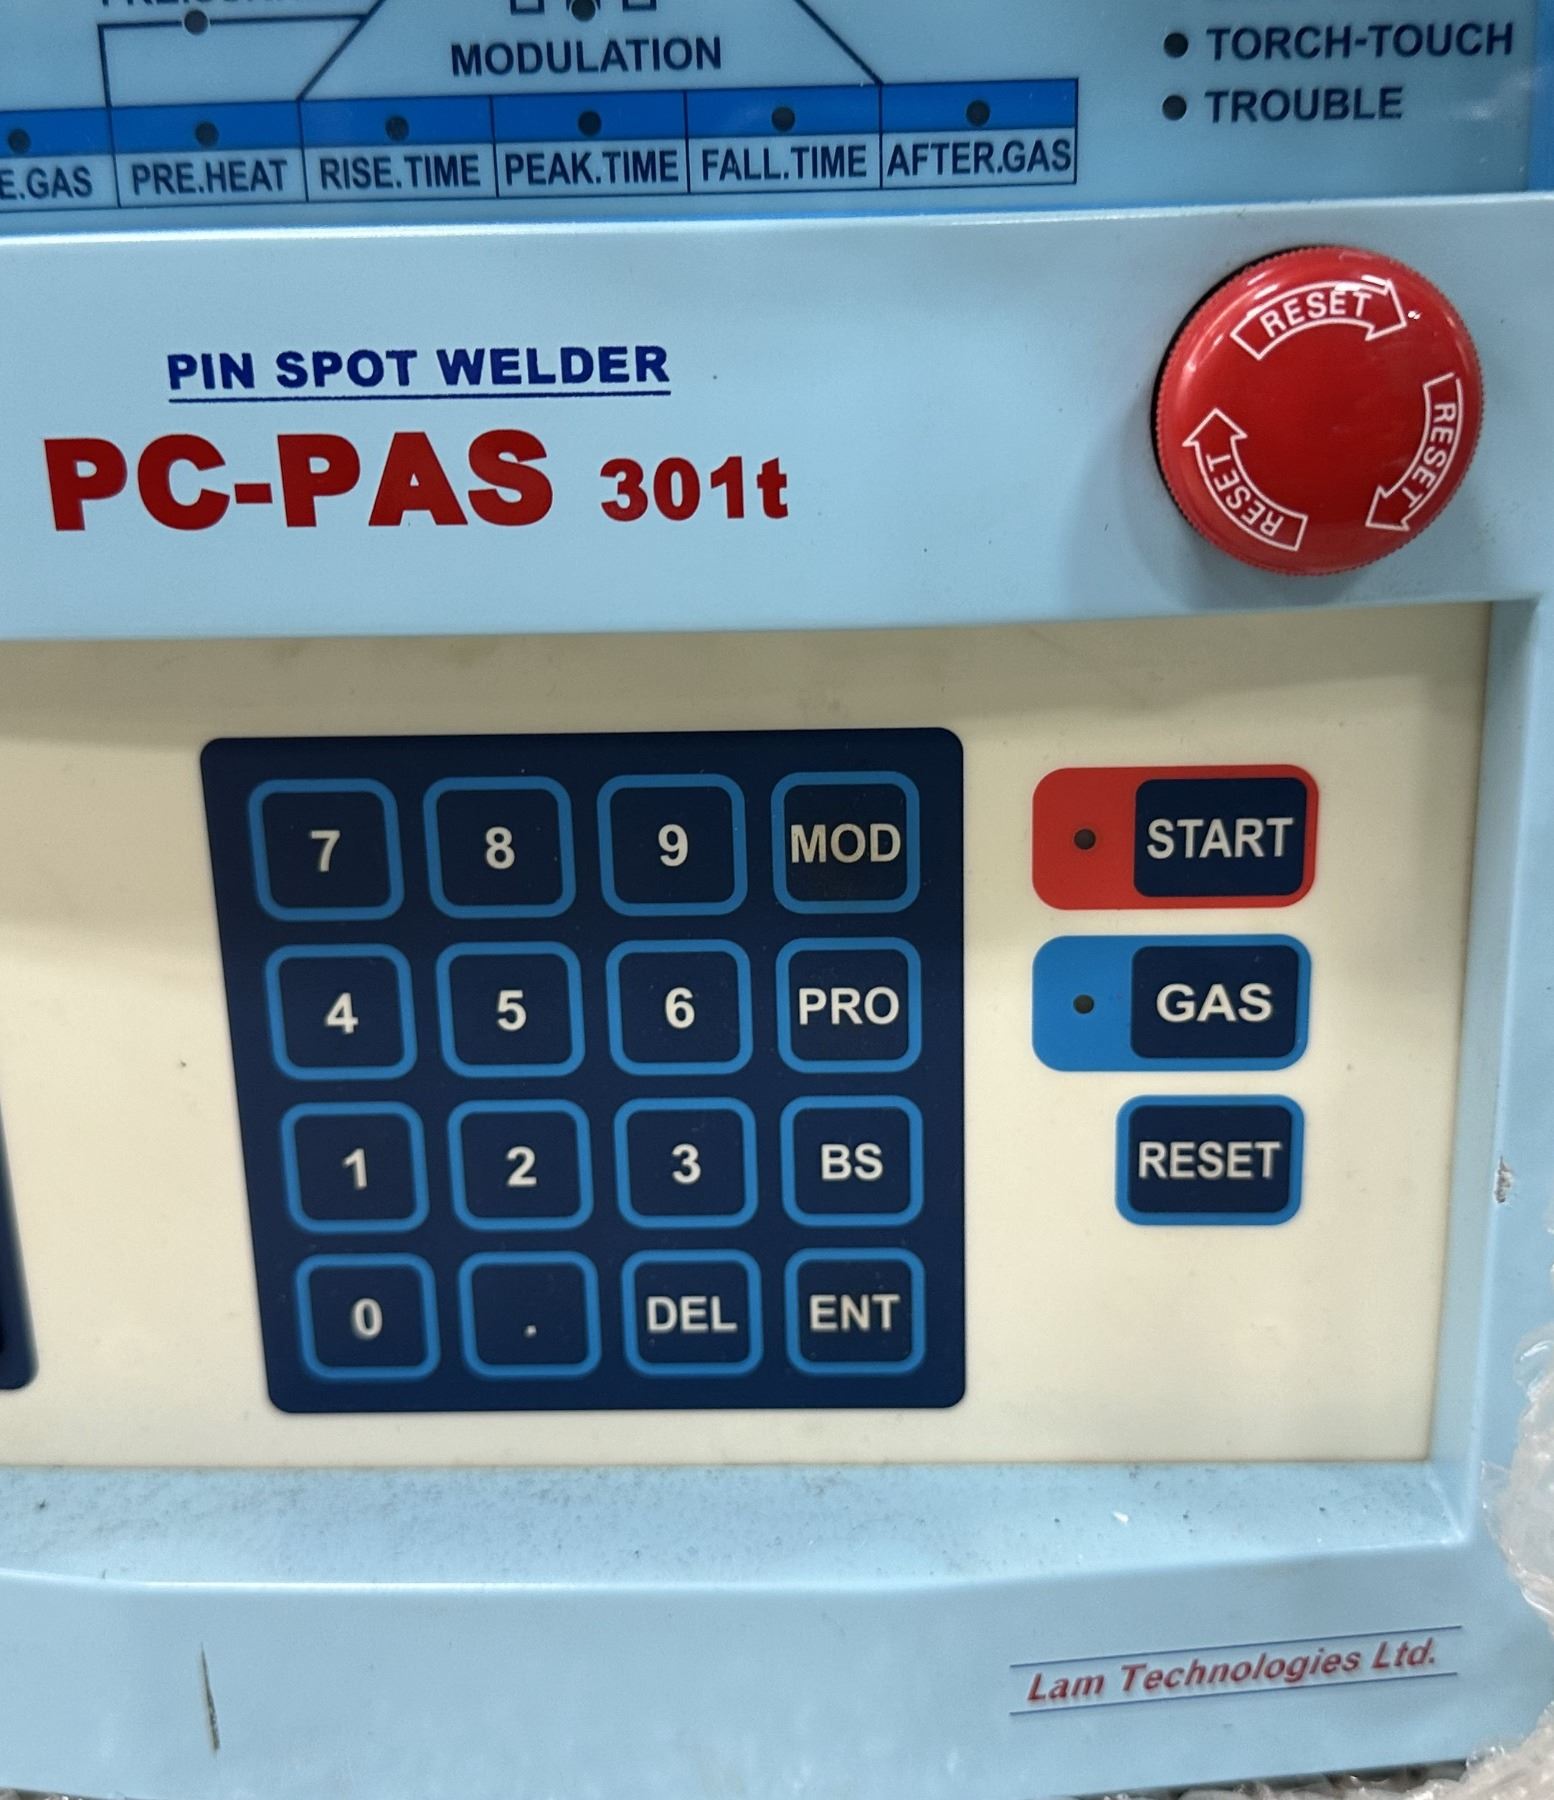 MODULATION
TORCH-TOUCH
TROUBLE
PRE.HEAT RISE.TIME PEAK.TIME FALL.TIME AFTER.GAS
RESET
RESET
RESET
PIN SPOT WELDER
PC-PAS 301t
7 8 9 MOD START
4 5 6 PRO GAS
1 2 3 BS RESET
0 . DEL ENT
Lam Technologies Ltd.